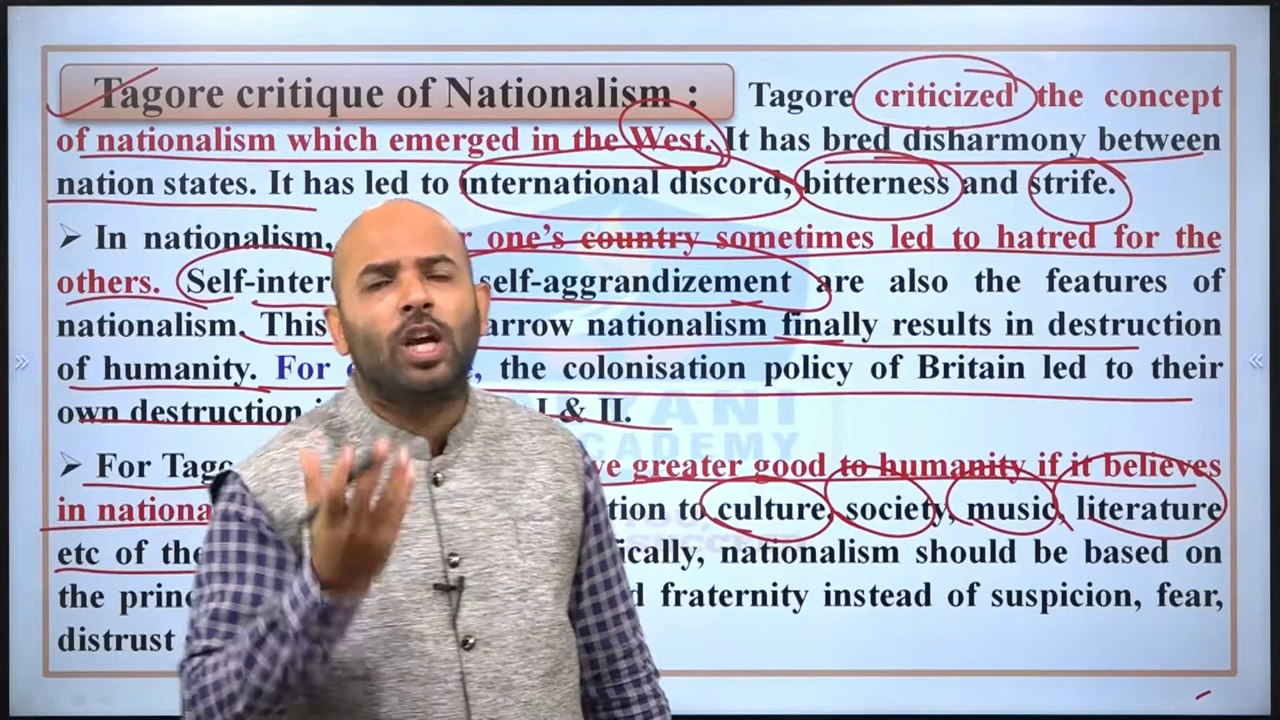 Tagore critique of Nationalism : Tagore criticized the concept
of nationalism which emerged in the West. It has bred disharmony between
nation states. It has led to international discord, bitterness and strife.
➢ In nationalism, one's country sometimes led to hatred for the
others. Self-inter self-aggrandizement are also the features of
nationalism. This arrow nationalism finally results in destruction
of humanity. For the colonisation policy of Britain led to their
own destruction I & II.
➢ For Tago ve greater good to humanity if it believes
in nationa tion to culture, society, music, literature
etc of the ically, nationalism should be based on
the princ d fraternity instead of suspicion, fear,
distrust